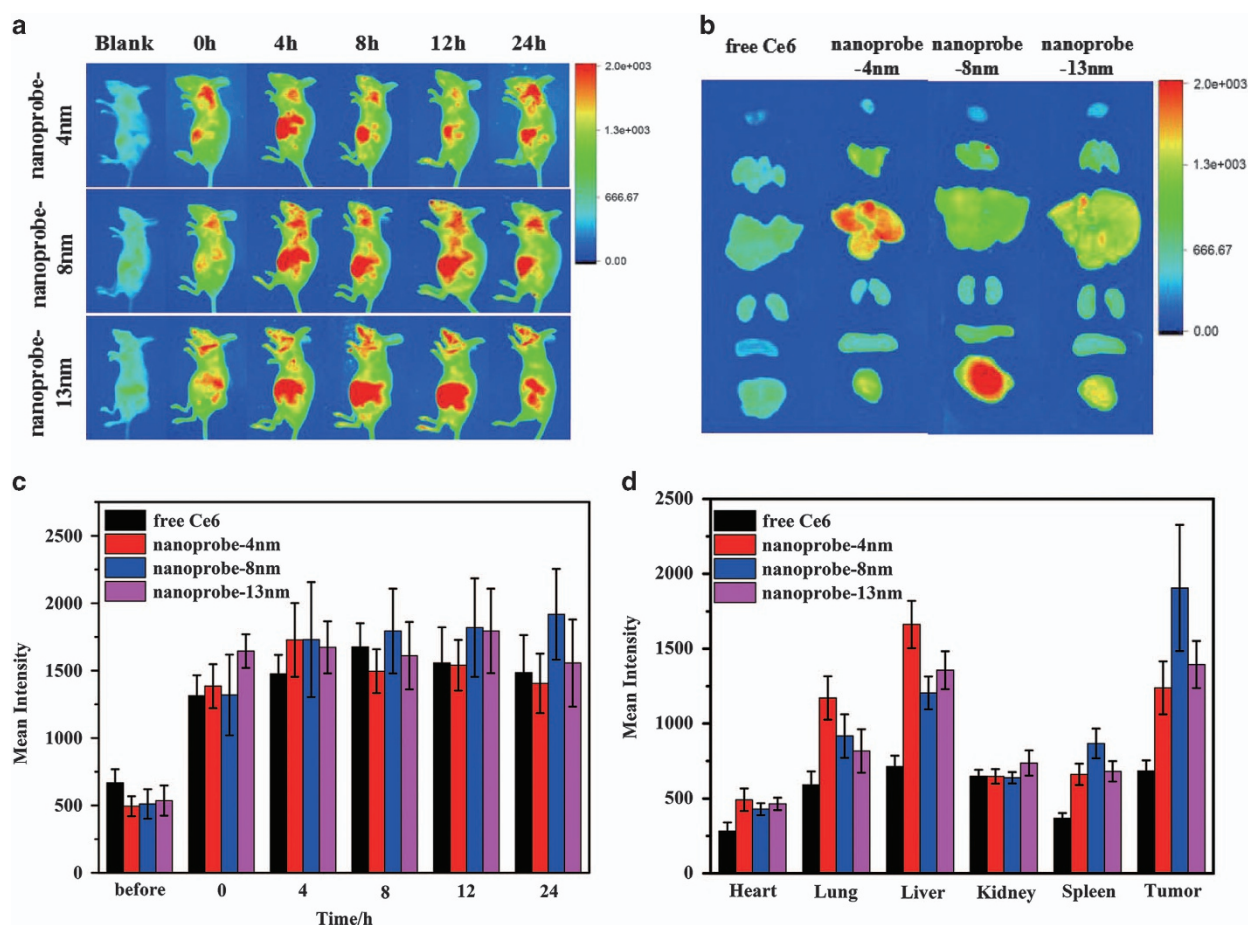 a
Blank 0h 4h 8h 12h 24h
nanoprobe-
4nm
nanoprobe-
8nm
nanoprobe-
13nm
2.0e+003
1.3e+003
666.67
0.00
b
free Ce6 nanoprobe nanoprobe nanoprobe
-4nm -8nm -13nm
2.0e+003
1.3e+003
666.67
0.00
c
free Ce6
nanoprobe-4nm
nanoprobe-8nm
nanoprobe-13nm
Mean Intensity
2500
2000
1500
1000
500
0
before 0 4 8 12 24
Time/h
d
free Ce6
nanoprobe-4nm
nanoprobe-8nm
nanoprobe-13nm
Mean Intensity
2500
2000
1500
1000
500
0
Heart Lung Liver Kidney Spleen Tumor